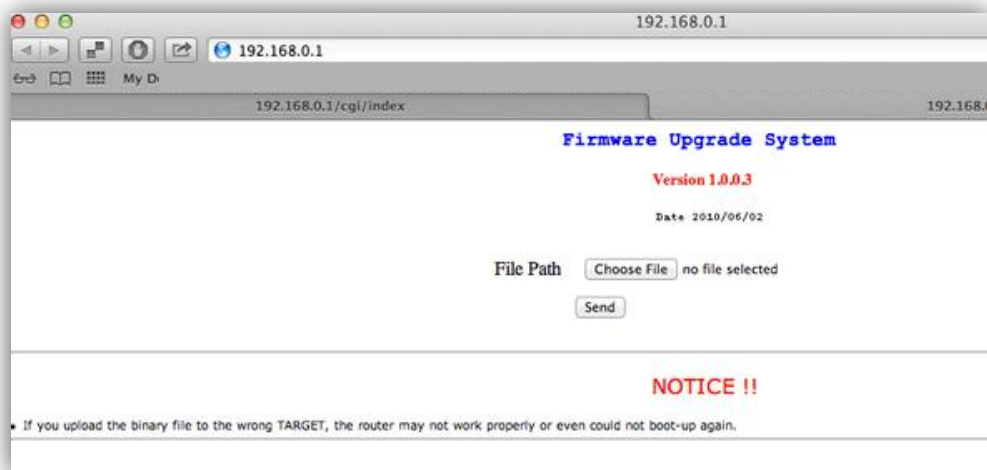 192.168.0.1
192.168.0.1
My D
192.168.0.1/cgi/index
192.168.
Firmware Upgrade System
Version 1.0.0.3
Date 2010/06/02
File Path Choose File no file selected
Send
NOTICE !!
• If you upload the binary file to the wrong TARGET, the router may not work properly or even could not boot-up again.